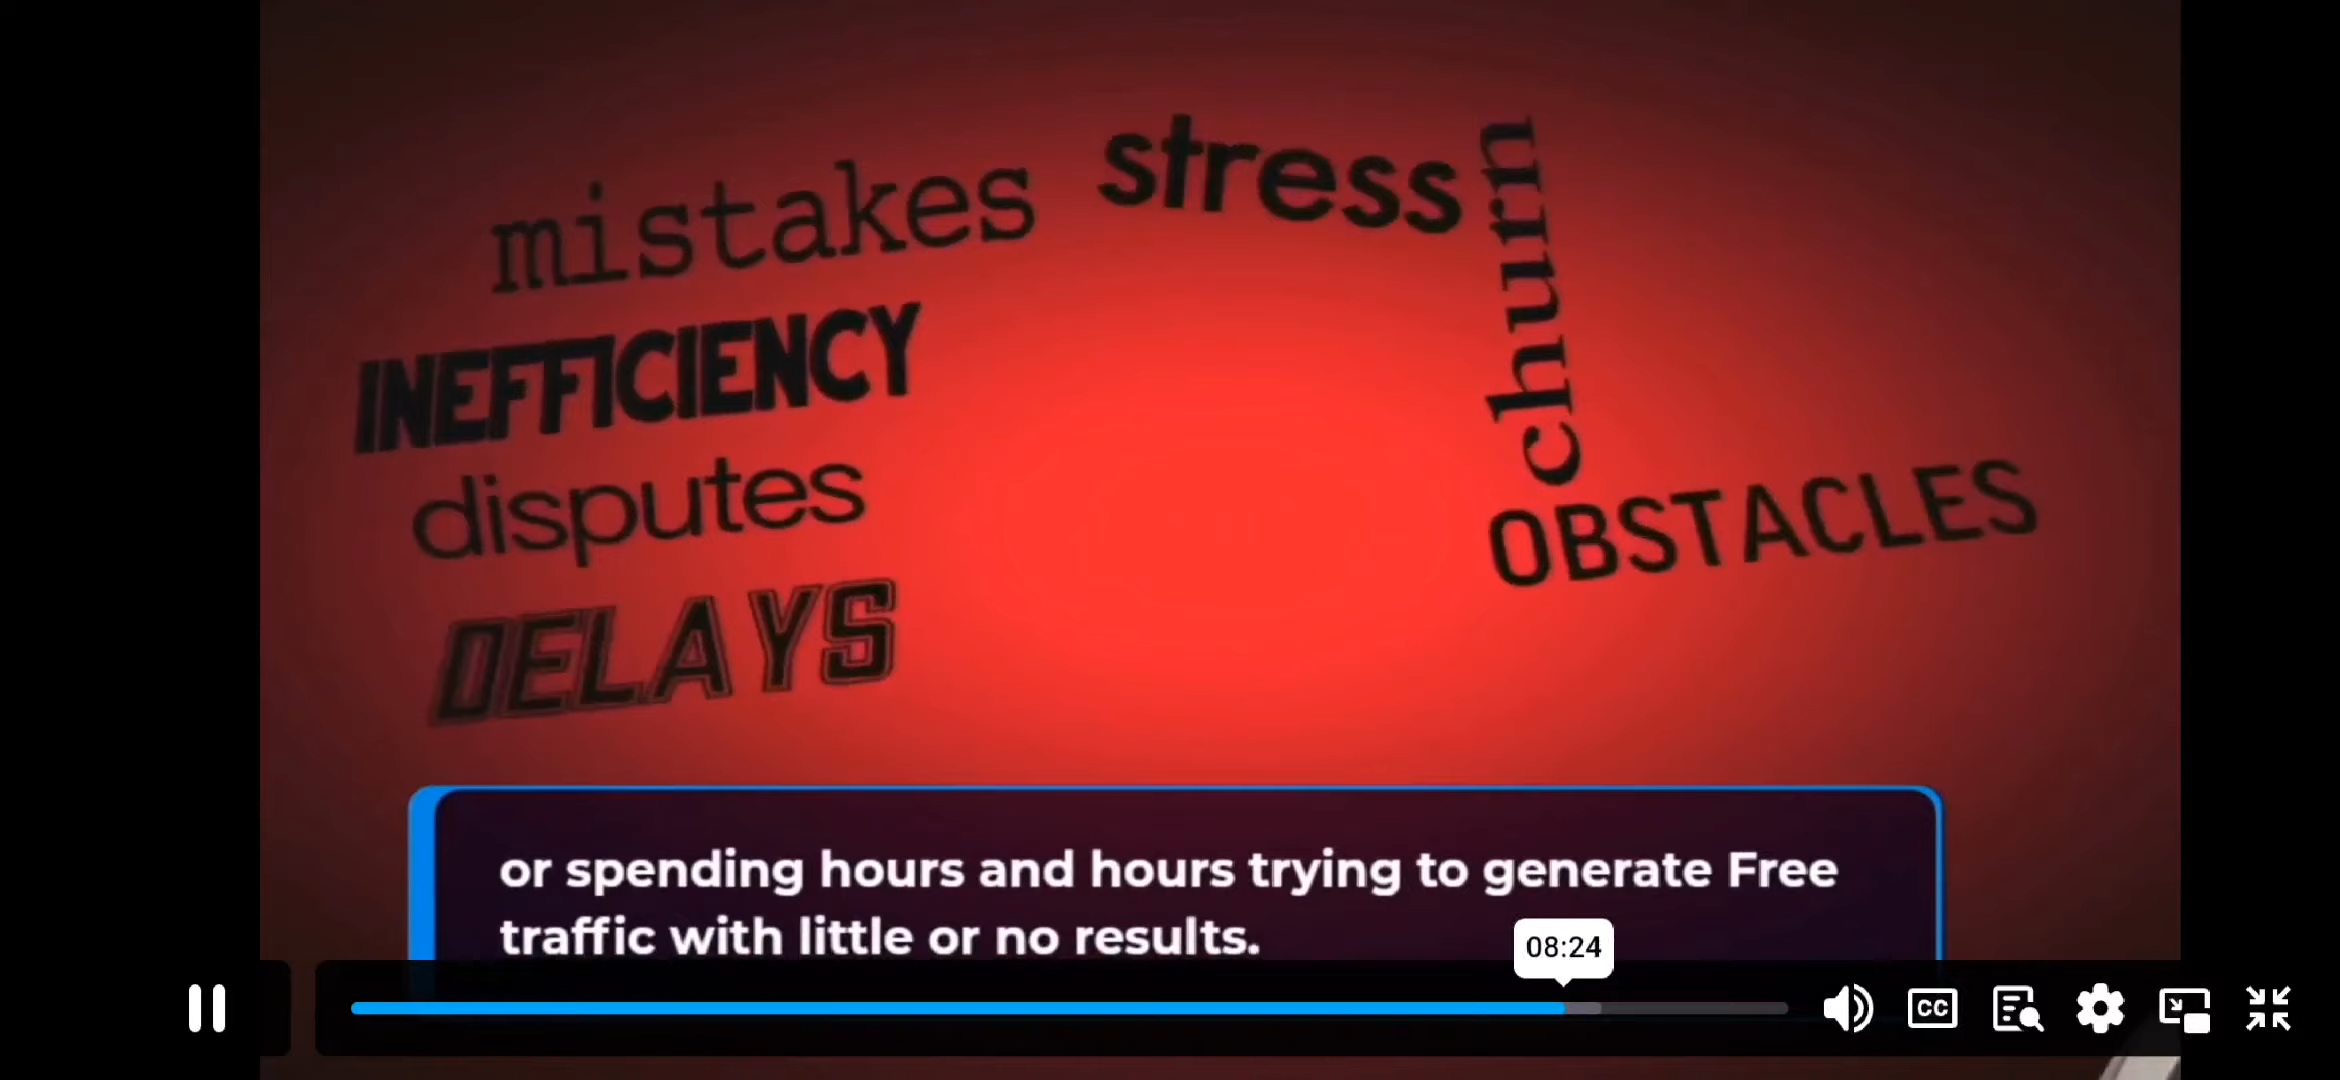 mistakes
stress
churn
INEFFICIENCY
disputes
OBSTACLES
DELAYS
or spending hours and hours trying to generate Free
traffic with little or no results.
08:24
CC